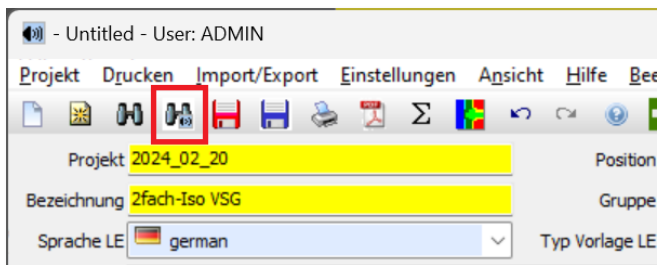 - Untitled - User: ADMIN
Projekt Drucken Import/Export Einstellungen Ansicht Hilfe
PDF Σ ?
Projekt 2024_02_20 Position
Bezeichnung 2fach-Iso VSG Gruppe
Sprache LE german Typ Vorlage LE